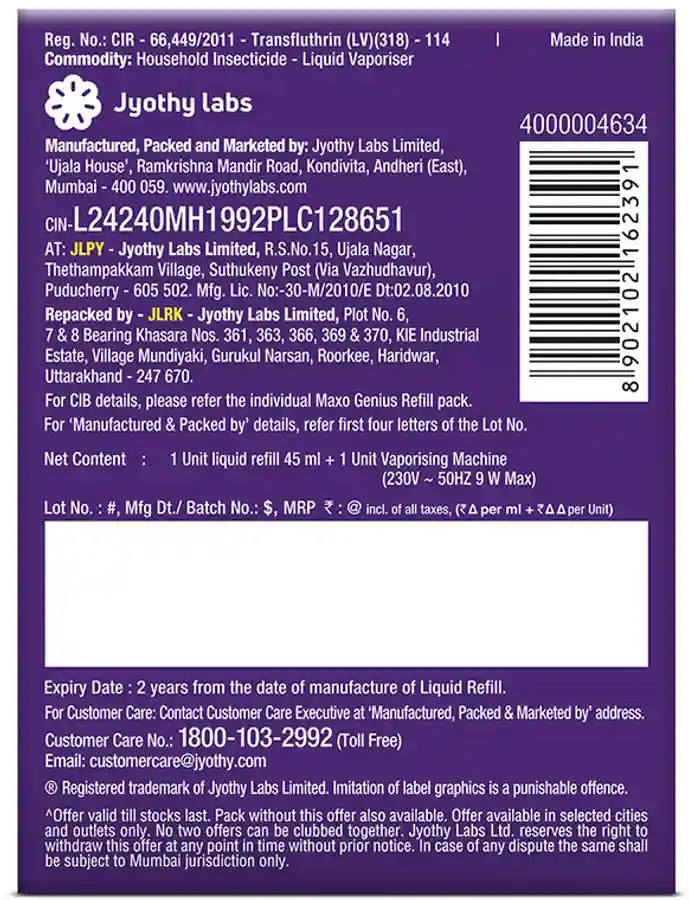 Reg. No.: CIR - 66,449/2011 - Transfluthrin (LV)(318) - 114 | Made in India
Commodity: Household Insecticide - Liquid Vaporiser
Jyothy labs
4000004634
Manufactured, Packed and Marketed by: Jyothy Labs Limited,
'Ujala House', Ramkrishna Mandir Road, Kondivita, Andheri (East),
Mumbai - 400 059. www.jyothylabs.com
CIN-L24240MH1992PLC128651
AT: JLPY - Jyothy Labs Limited, R.S.No.15, Ujala Nagar,
Thethampakkam Village, Suthukeny Post (Via Vazhudhavur),
Puducherry - 605 502. Mfg. Lic. No:-30-M/2010/E Dt:02.08.2010
Repacked by - JLRK - Jyothy Labs Limited, Plot No. 6,
7 & 8 Bearing Khasara Nos. 361, 363, 366, 369 & 370, KIE Industrial
Estate, Village Mundiyaki, Gurukul Narsan, Roorkee, Haridwar,
Uttarakhand - 247 670.
8 902102 162391
For CIB details, please refer the individual Maxo Genius Refill pack.
For 'Manufactured & Packed by' details, refer first four letters of the Lot No.
Net Content : 1 Unit liquid refill 45 ml + 1 Unit Vaporising Machine
(230V ~ 50HZ 9 W Max)
Lot No. : #, Mfg Dt./ Batch No.: $, MRP ₹ : @ incl. of all taxes, (₹Δ per ml + ₹ΔΔ per Unit)
Expiry Date : 2 years from the date of manufacture of Liquid Refill.
For Customer Care: Contact Customer Care Executive at 'Manufactured, Packed & Marketed by' address.
Customer Care No.: 1800-103-2992 (Toll Free)
Email: customercare@jyothy.com
® Registered trademark of Jyothy Labs Limited. Imitation of label graphics is a punishable offence.
^Offer valid till stocks last. Pack without this offer also available. Offer available in selected cities
and outlets only. No two offers can be clubbed together. Jyothy Labs Ltd. reserves the right to
withdraw this offer at any point in time without prior notice. In case of any dispute the same shall
be subject to Mumbai jurisdiction only.